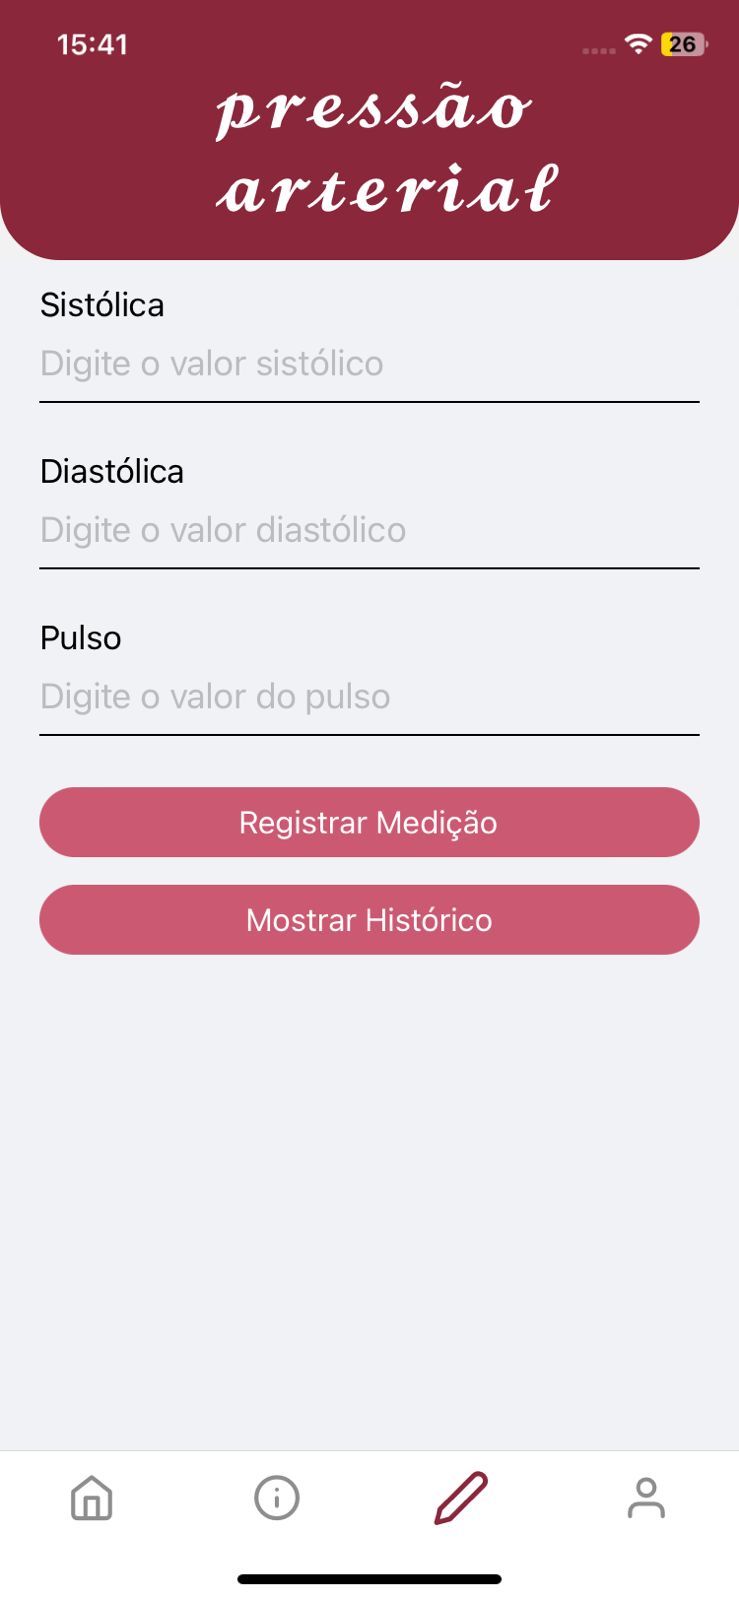 15:41
26
pressão
arterial
Sistólica
Digite o valor sistólico
Diastólica
Digite o valor diastólico
Pulso
Digite o valor do pulso
Registrar Medição
Mostrar Histórico